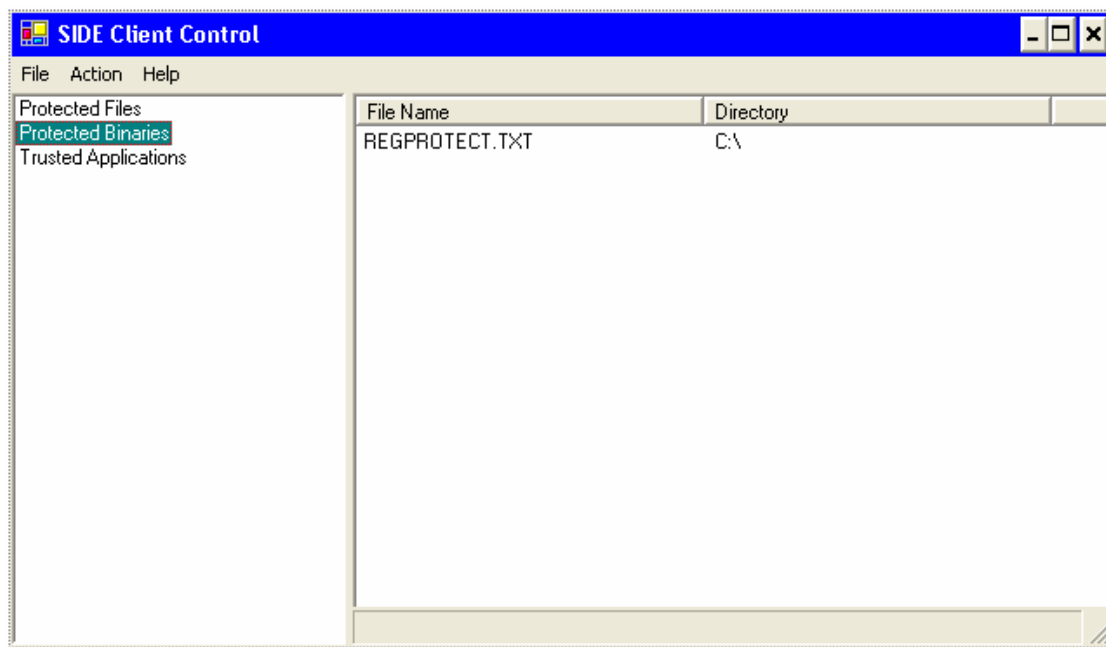 SIDE Client Control
File Action Help
Protected Files
Protected Binaries
Trusted Applications
File Name Directory
REGPROTECT.TXT C:\